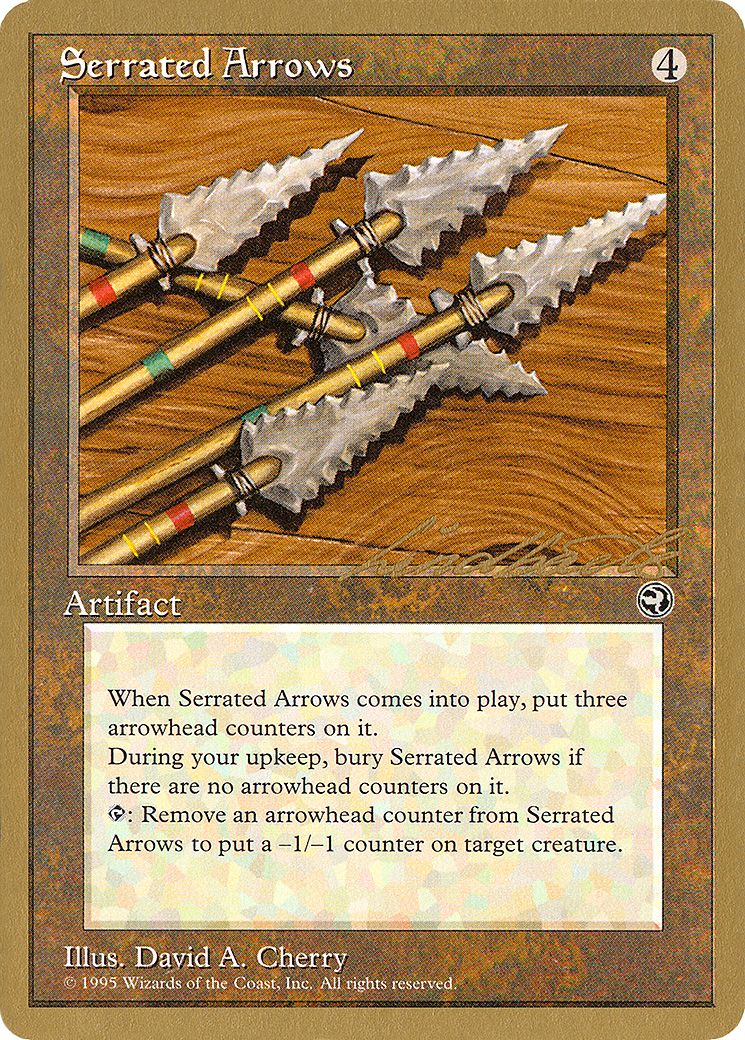 Serrated Arrows 4
Artifact
When Serrated Arrows comes into play, put three
arrowhead counters on it.
During your upkeep, bury Serrated Arrows if
there are no arrowhead counters on it.
: Remove an arrowhead counter from Serrated
Arrows to put a –1/–1 counter on target creature.
Illus. David A. Cherry
© 1995 Wizards of the Coast, Inc. All rights reserved.